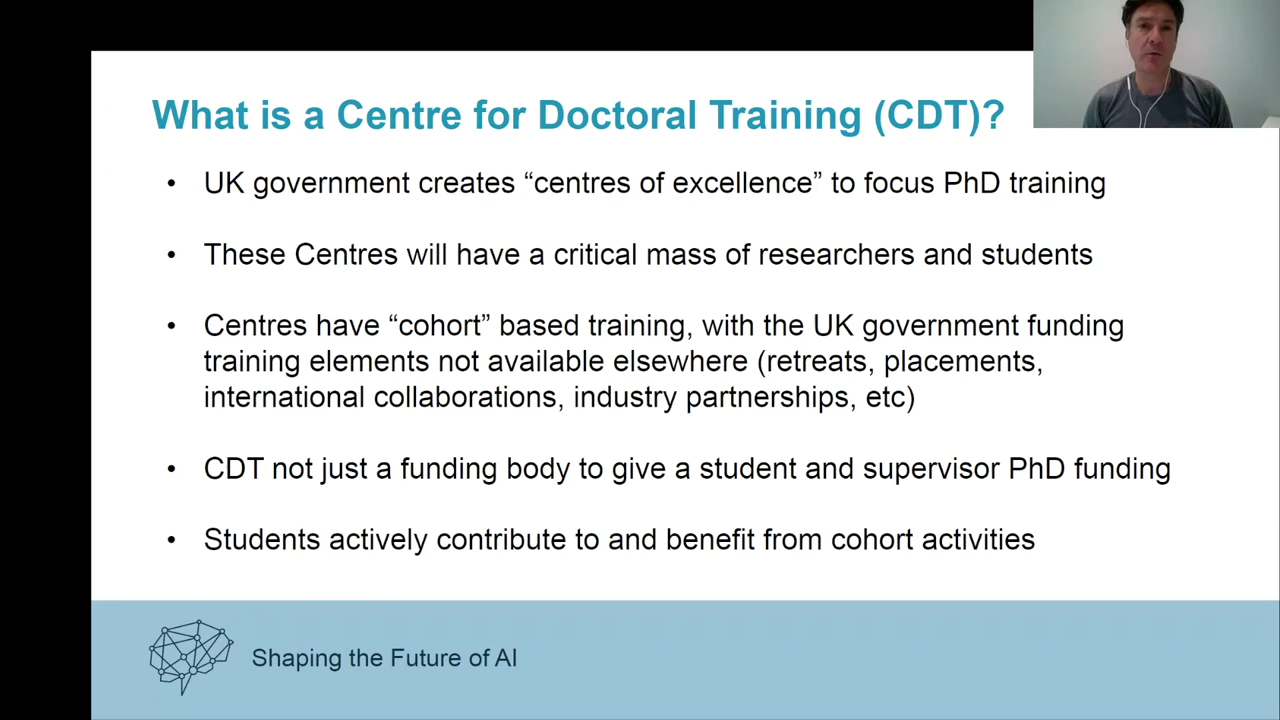 What is a Centre for Doctoral Training (CDT)?
• UK government creates “centres of excellence” to focus PhD training
• These Centres will have a critical mass of researchers and students
• Centres have “cohort” based training, with the UK government funding
training elements not available elsewhere (retreats, placements,
international collaborations, industry partnerships, etc)
• CDT not just a funding body to give a student and supervisor PhD funding
• Students actively contribute to and benefit from cohort activities
Shaping the Future of AI